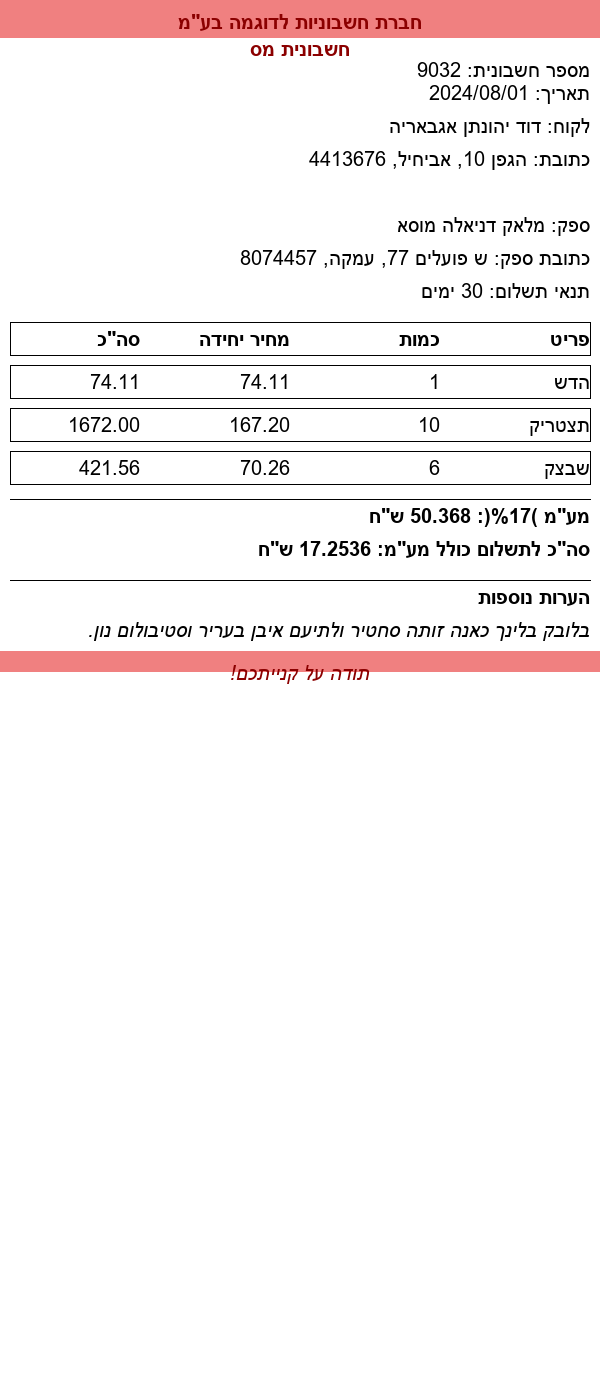 חברת חשבוניות לדוגמה בע"מ
חשבונית מס
מספר חשבונית: 9032
תאריך: 2024/08/01
לקוח: דוד יהונתן אגבאריה
כתובת: הגפן 10, אביחיל, 4413676
ספק: מלאק דניאלה מוסא
כתובת ספק: ש פועלים 77, עמקה, 8074457
תנאי תשלום: 30 ימים
פריט כמות מחיר יחידה סה"כ
הדש 1 74.11 74.11
תצטריק 10 167.20 1672.00
שבצק 6 70.26 421.56
מע"מ )17%(: 50.368 ש"ח
סה"כ לתשלום כולל מע"מ: 17.2536 ש"ח
הערות נוספות
בלובק בלינך כאנה זותה סחטיר ולתיעם איבן בעריר וסטיבולום נון.
תודה על קנייתכם!